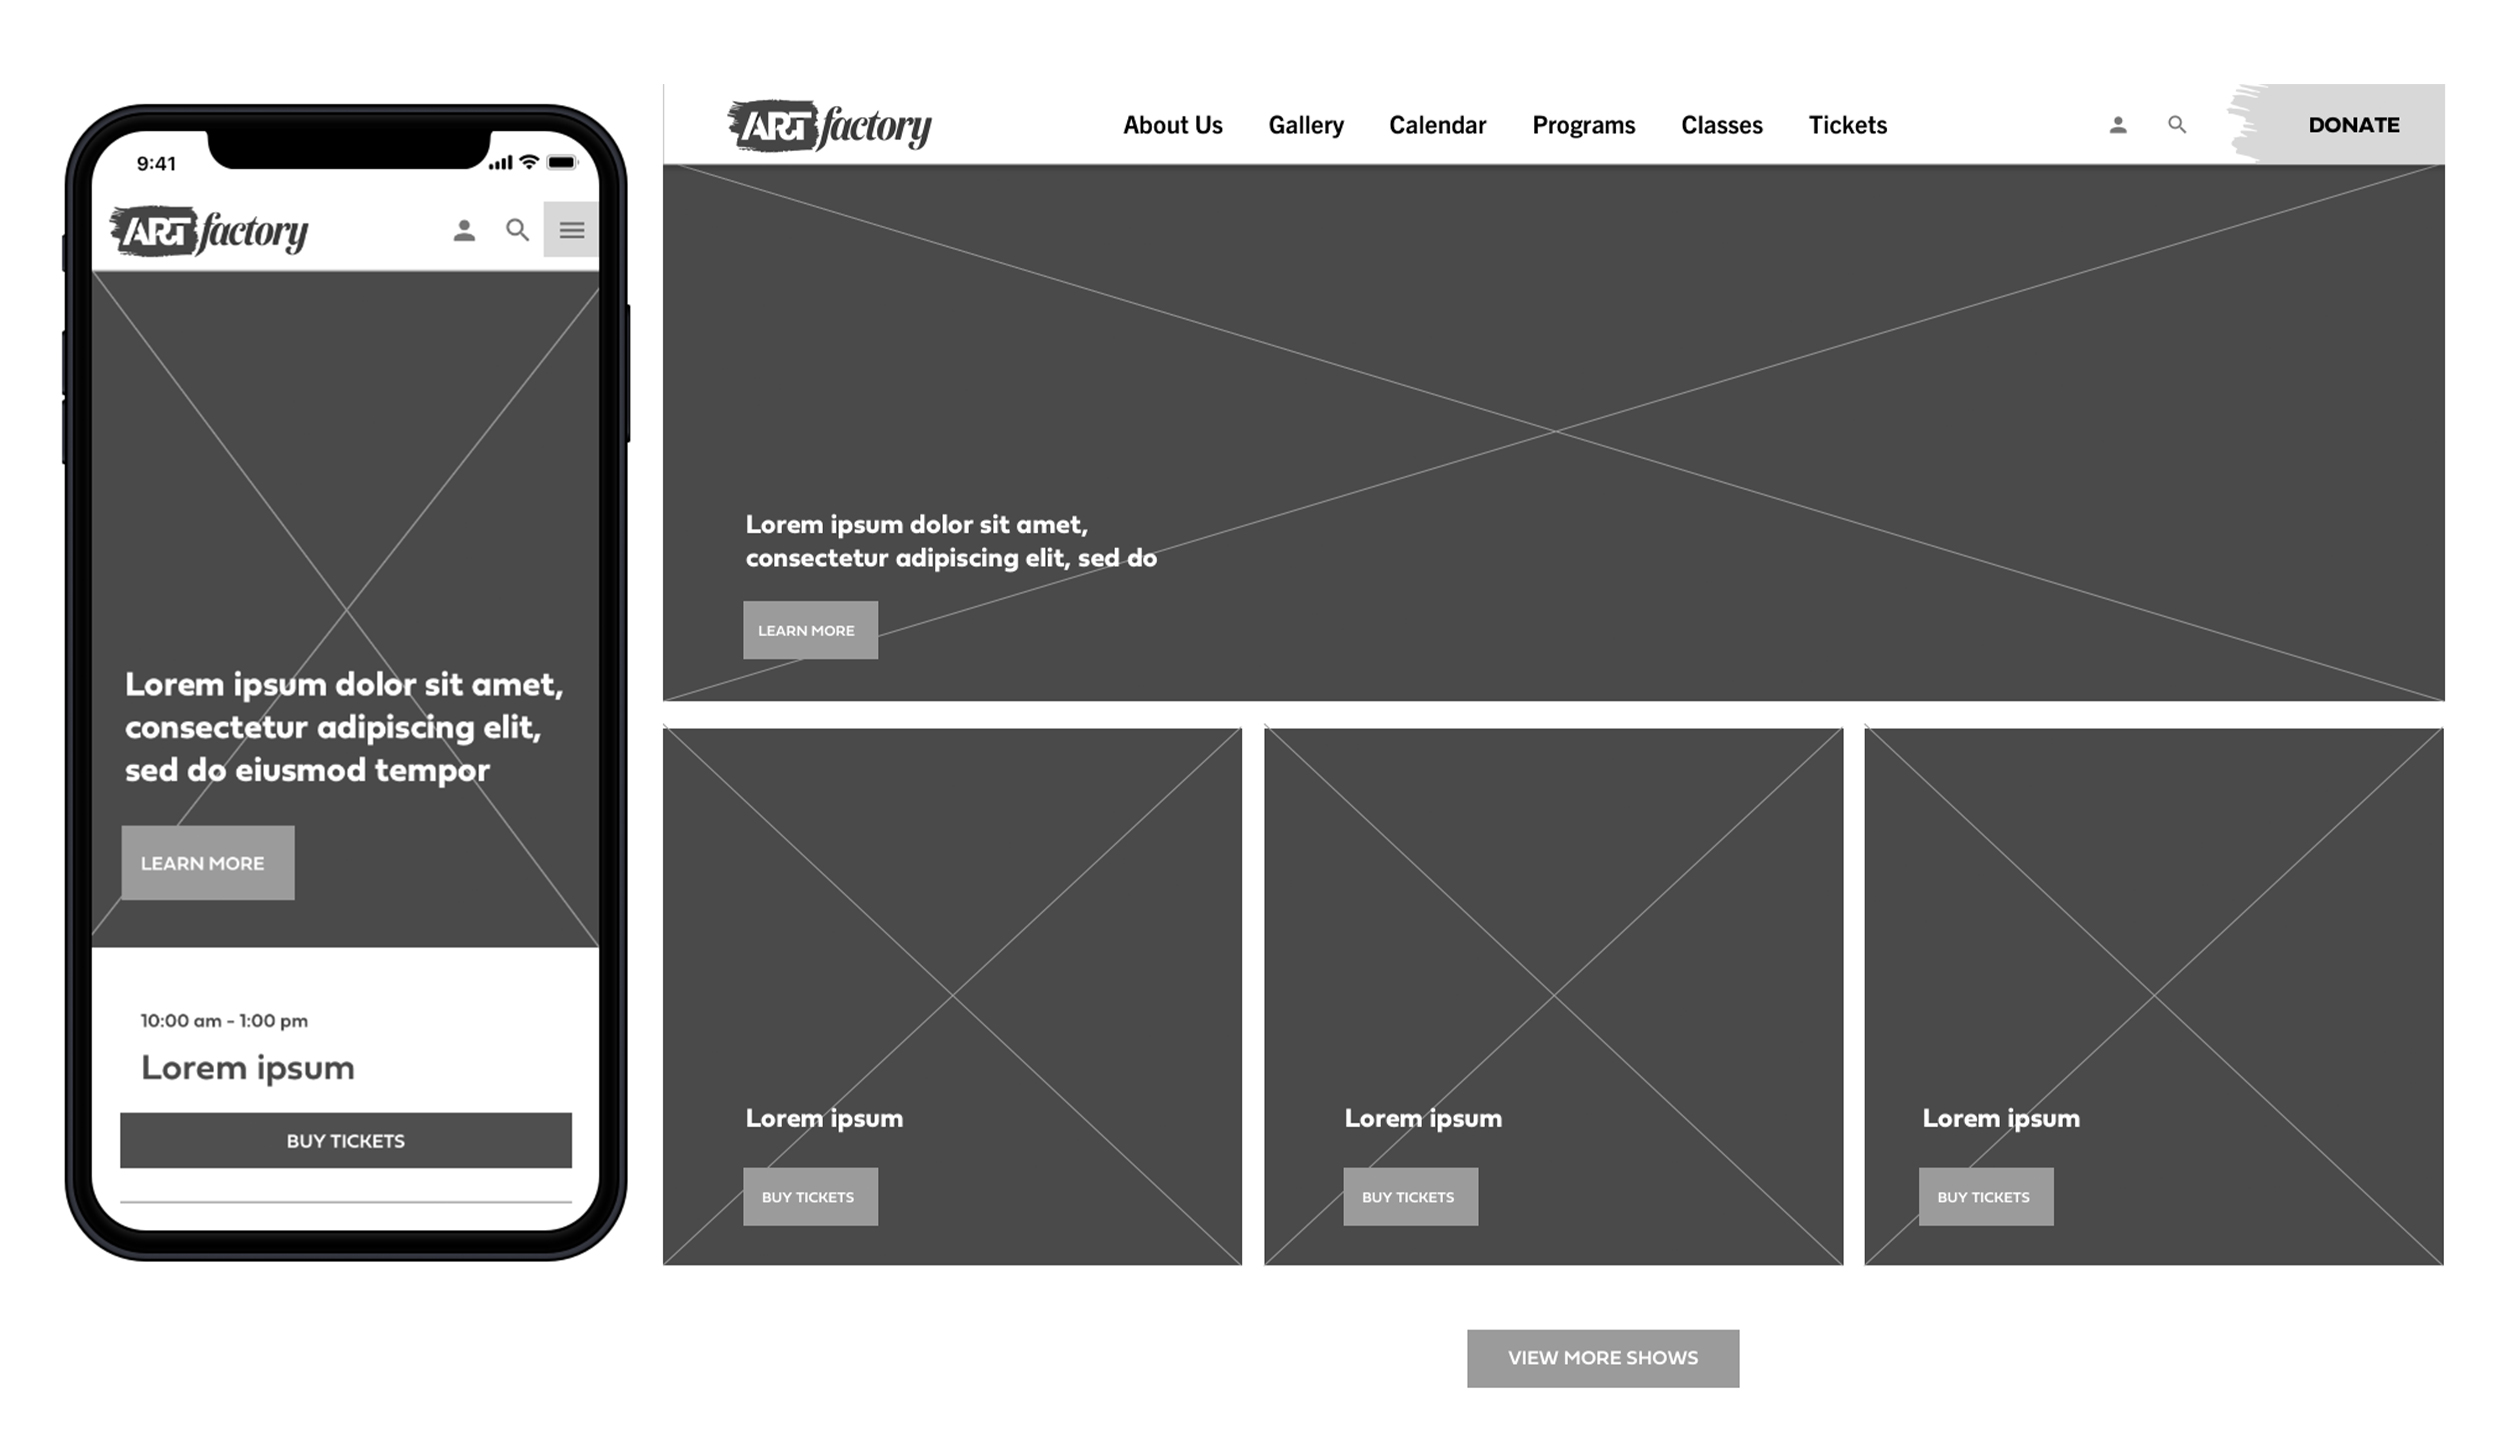 9:41
ART factory
Lorem ipsum dolor sit amet,
consectetur adipiscing elit,
sed do eiusmod tempor
LEARN MORE
10:00 am - 1:00 pm
Lorem ipsum
BUY TICKETS
ART factory
About Us Gallery Calendar Programs Classes Tickets DONATE
Lorem ipsum dolor sit amet,
consectetur adipiscing elit, sed do
LEARN MORE
Lorem ipsum
BUY TICKETS
Lorem ipsum
BUY TICKETS
Lorem ipsum
BUY TICKETS
VIEW MORE SHOWS